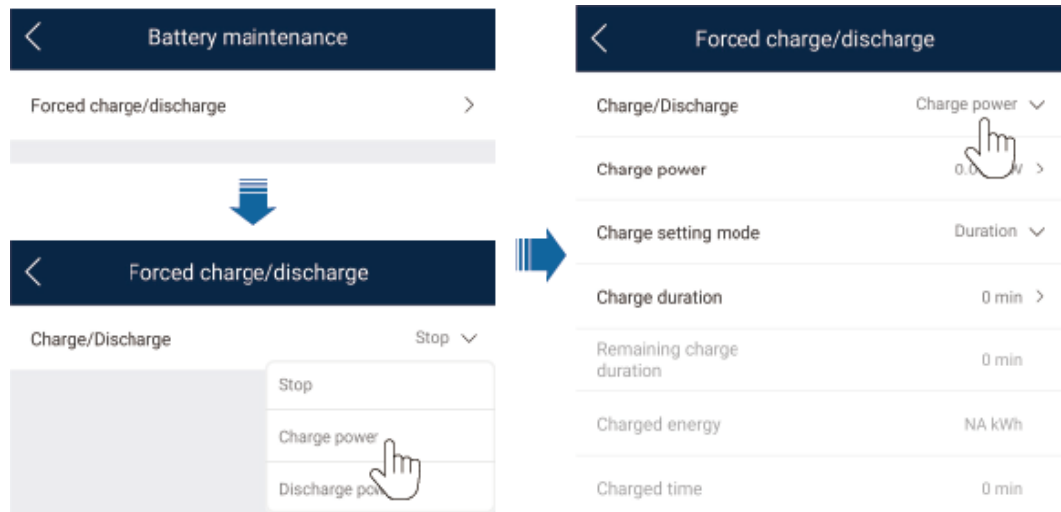 Battery maintenance
Forced charge/discharge
Forced charge/discharge
Charge/Discharge Stop
Stop
Charge power
Discharge
Forced charge/discharge
Charge/Discharge Charge power
Charge power
Charge setting mode Duration
Charge duration 0 min
Remaining charge
duration 0 min
Charged energy NA kWh
Charged time 0 min